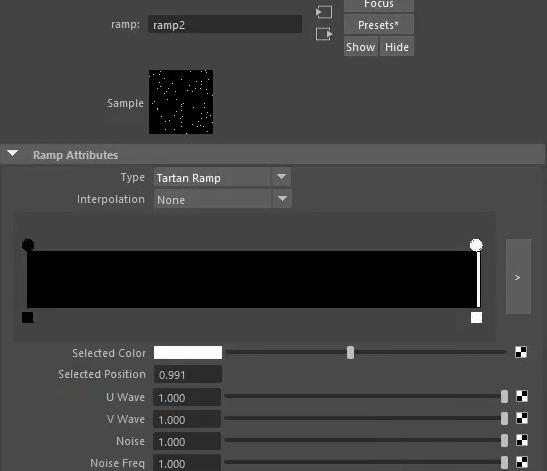 Focus
ramp: ramp2
Presets*
Show Hide
Sample
Ramp Attributes
Type Tartan Ramp
Interpolation None
>
Selected Color
Selected Position 0.991
U Wave 1.000
V Wave 1.000
Noise 1.000
Noise Freq 1.000